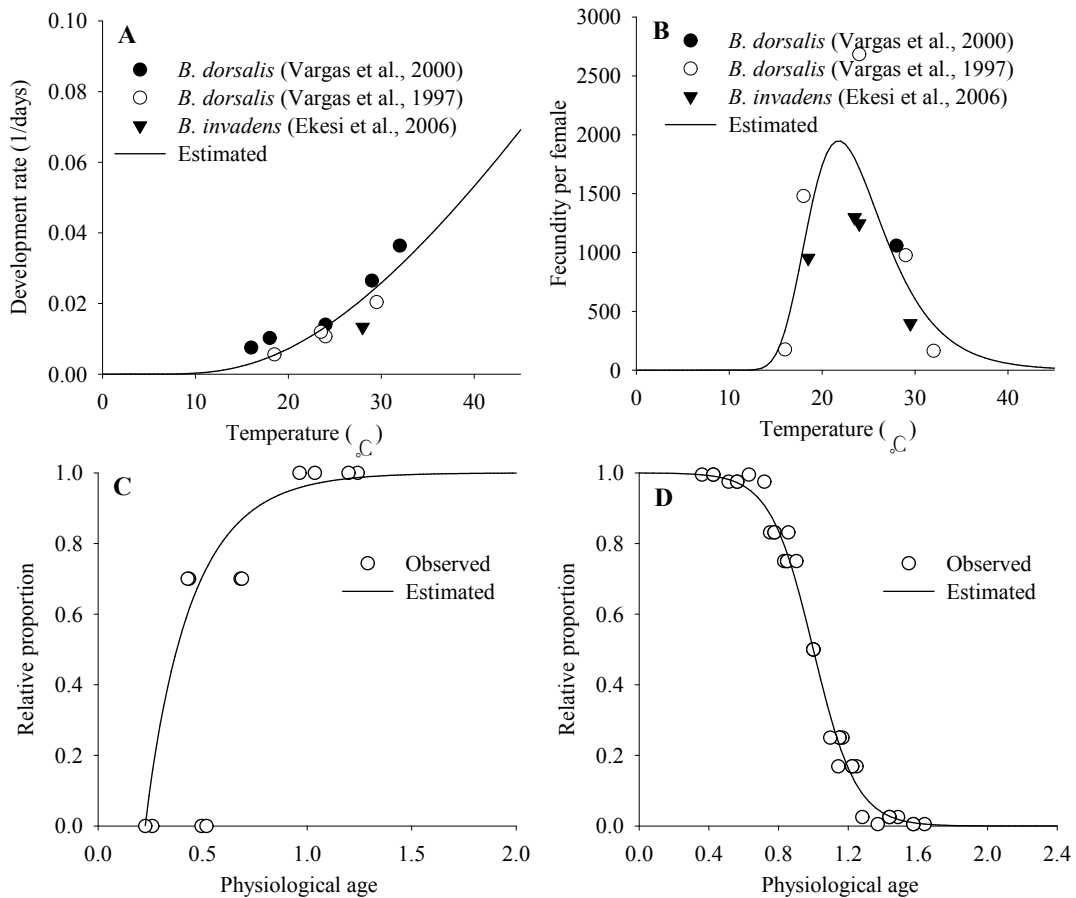 A
B. dorsalis (Vargas et al., 2000)
B. dorsalis (Vargas et al., 1997)
B. invadens (Ekesi et al., 2006)
Estimated
Development rate (1/days)
0.10
0.08
0.06
0.04
0.02
0.00
0 10 20 30 40
Temperature (°C)
B
B. dorsalis (Vargas et al., 2000)
B. dorsalis (Vargas et al., 1997)
B. invadens (Ekesi et al., 2006)
Estimated
Fecundity per female
3000
2500
2000
1500
1000
500
0
0 10 20 30 40
Temperature (°C)
C
Observed
Estimated
Relative proportion
1.0
0.8
0.6
0.4
0.2
0.0
0.0 0.5 1.0 1.5 2.0
Physiological age
D
Observed
Estimated
Relative proportion
1.0
0.8
0.6
0.4
0.2
0.0
0.0 0.4 0.8 1.2 1.6 2.0 2.4
Physiological age